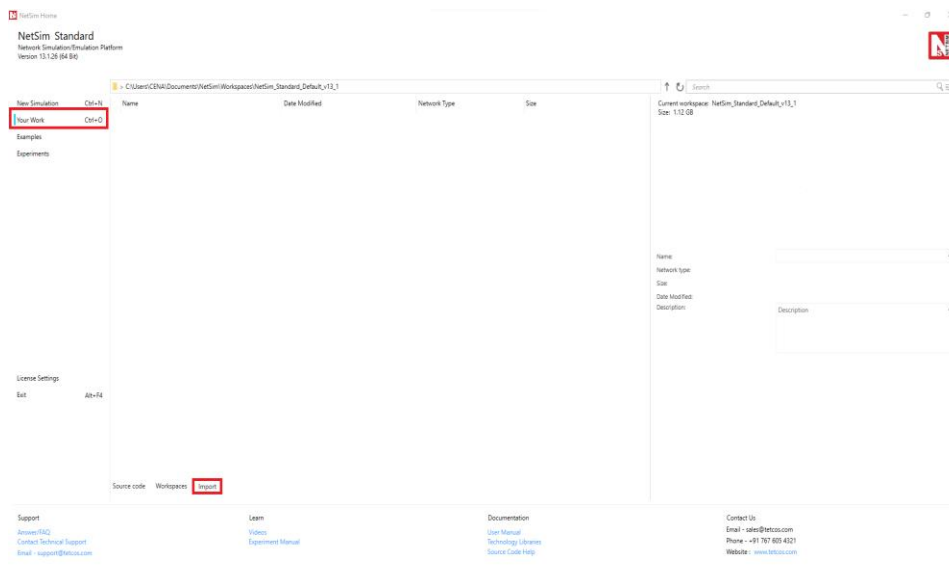 NetSim Home
NetSim Standard
Network Simulation/Emulation Platform
Version 13.1.26 (64 Bit)
> C:\Users\CENA\Documents\NetSim\Workspaces\NetSim_Standard_Default_v13_1
Search
New Simulation Ctrl+N
Your Work Ctrl+O
Examples
Experiments
Name Date Modified Network Type Size
Current workspace: NetSim_Standard_Default_v13_1
Size: 1.12 GB
Name:
Network type:
Size:
Date Modified:
Description:
Description
License Settings
Exit Alt+F4
Source code Workspaces Import
Support
Answer/FAQ
Contact Technical Support
Email - support@tetcos.com
Learn
Videos
Experiment Manual
Documentation
User Manual
Technology Libraries
Source Code Help
Contact Us
Email - sales@tetcos.com
Phone - +91 767 605 4321
Website : www.tetcos.com